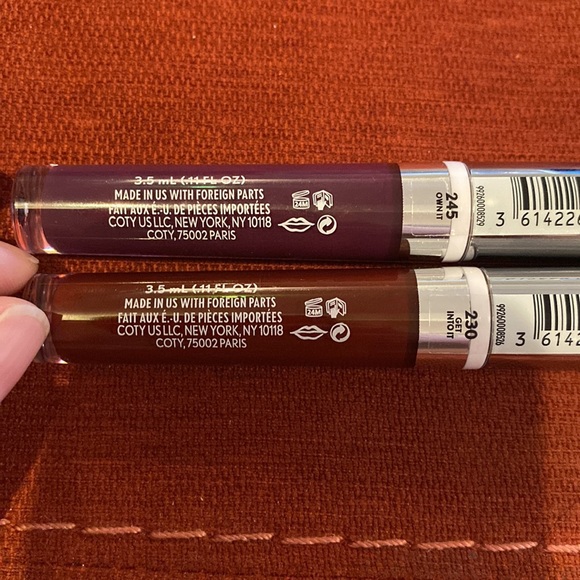 3.5 mL (.11 FL OZ)
MADE IN US WITH FOREIGN PARTS
FAIT AUX É.-U. DE PIÈCES IMPORTÉES
COTY US LLC, NEW YORK, NY 10118
COTY, 75002 PARIS
24M
245
OWN IT
99260008529
3 614226
3.5 mL (.11 FL OZ)
MADE IN US WITH FOREIGN PARTS
FAIT AUX É.-U. DE PIÈCES IMPORTÉES
COTY US LLC, NEW YORK, NY 10118
COTY, 75002 PARIS
24M
230
GET
INTO IT
99260008526
3 6142